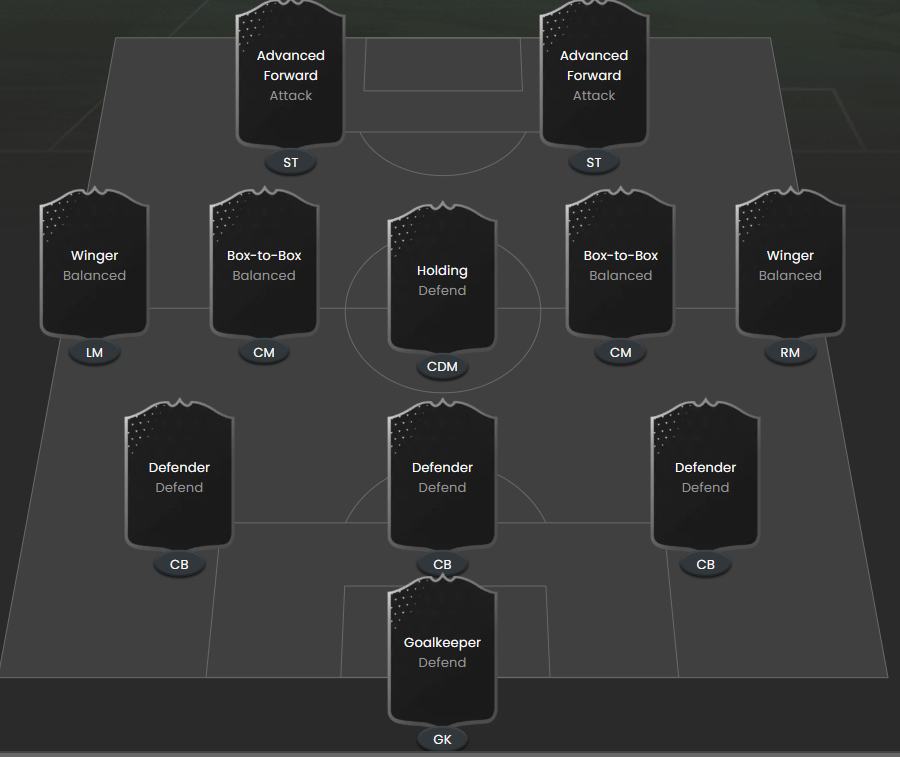 Advanced
Forward
Attack
ST
Advanced
Forward
Attack
ST
Winger
Balanced
LM
Box-to-Box
Balanced
CM
Holding
Defend
CDM
Box-to-Box
Balanced
CM
Winger
Balanced
RM
Defender
Defend
CB
Defender
Defend
CB
Defender
Defend
CB
Goalkeeper
Defend
GK